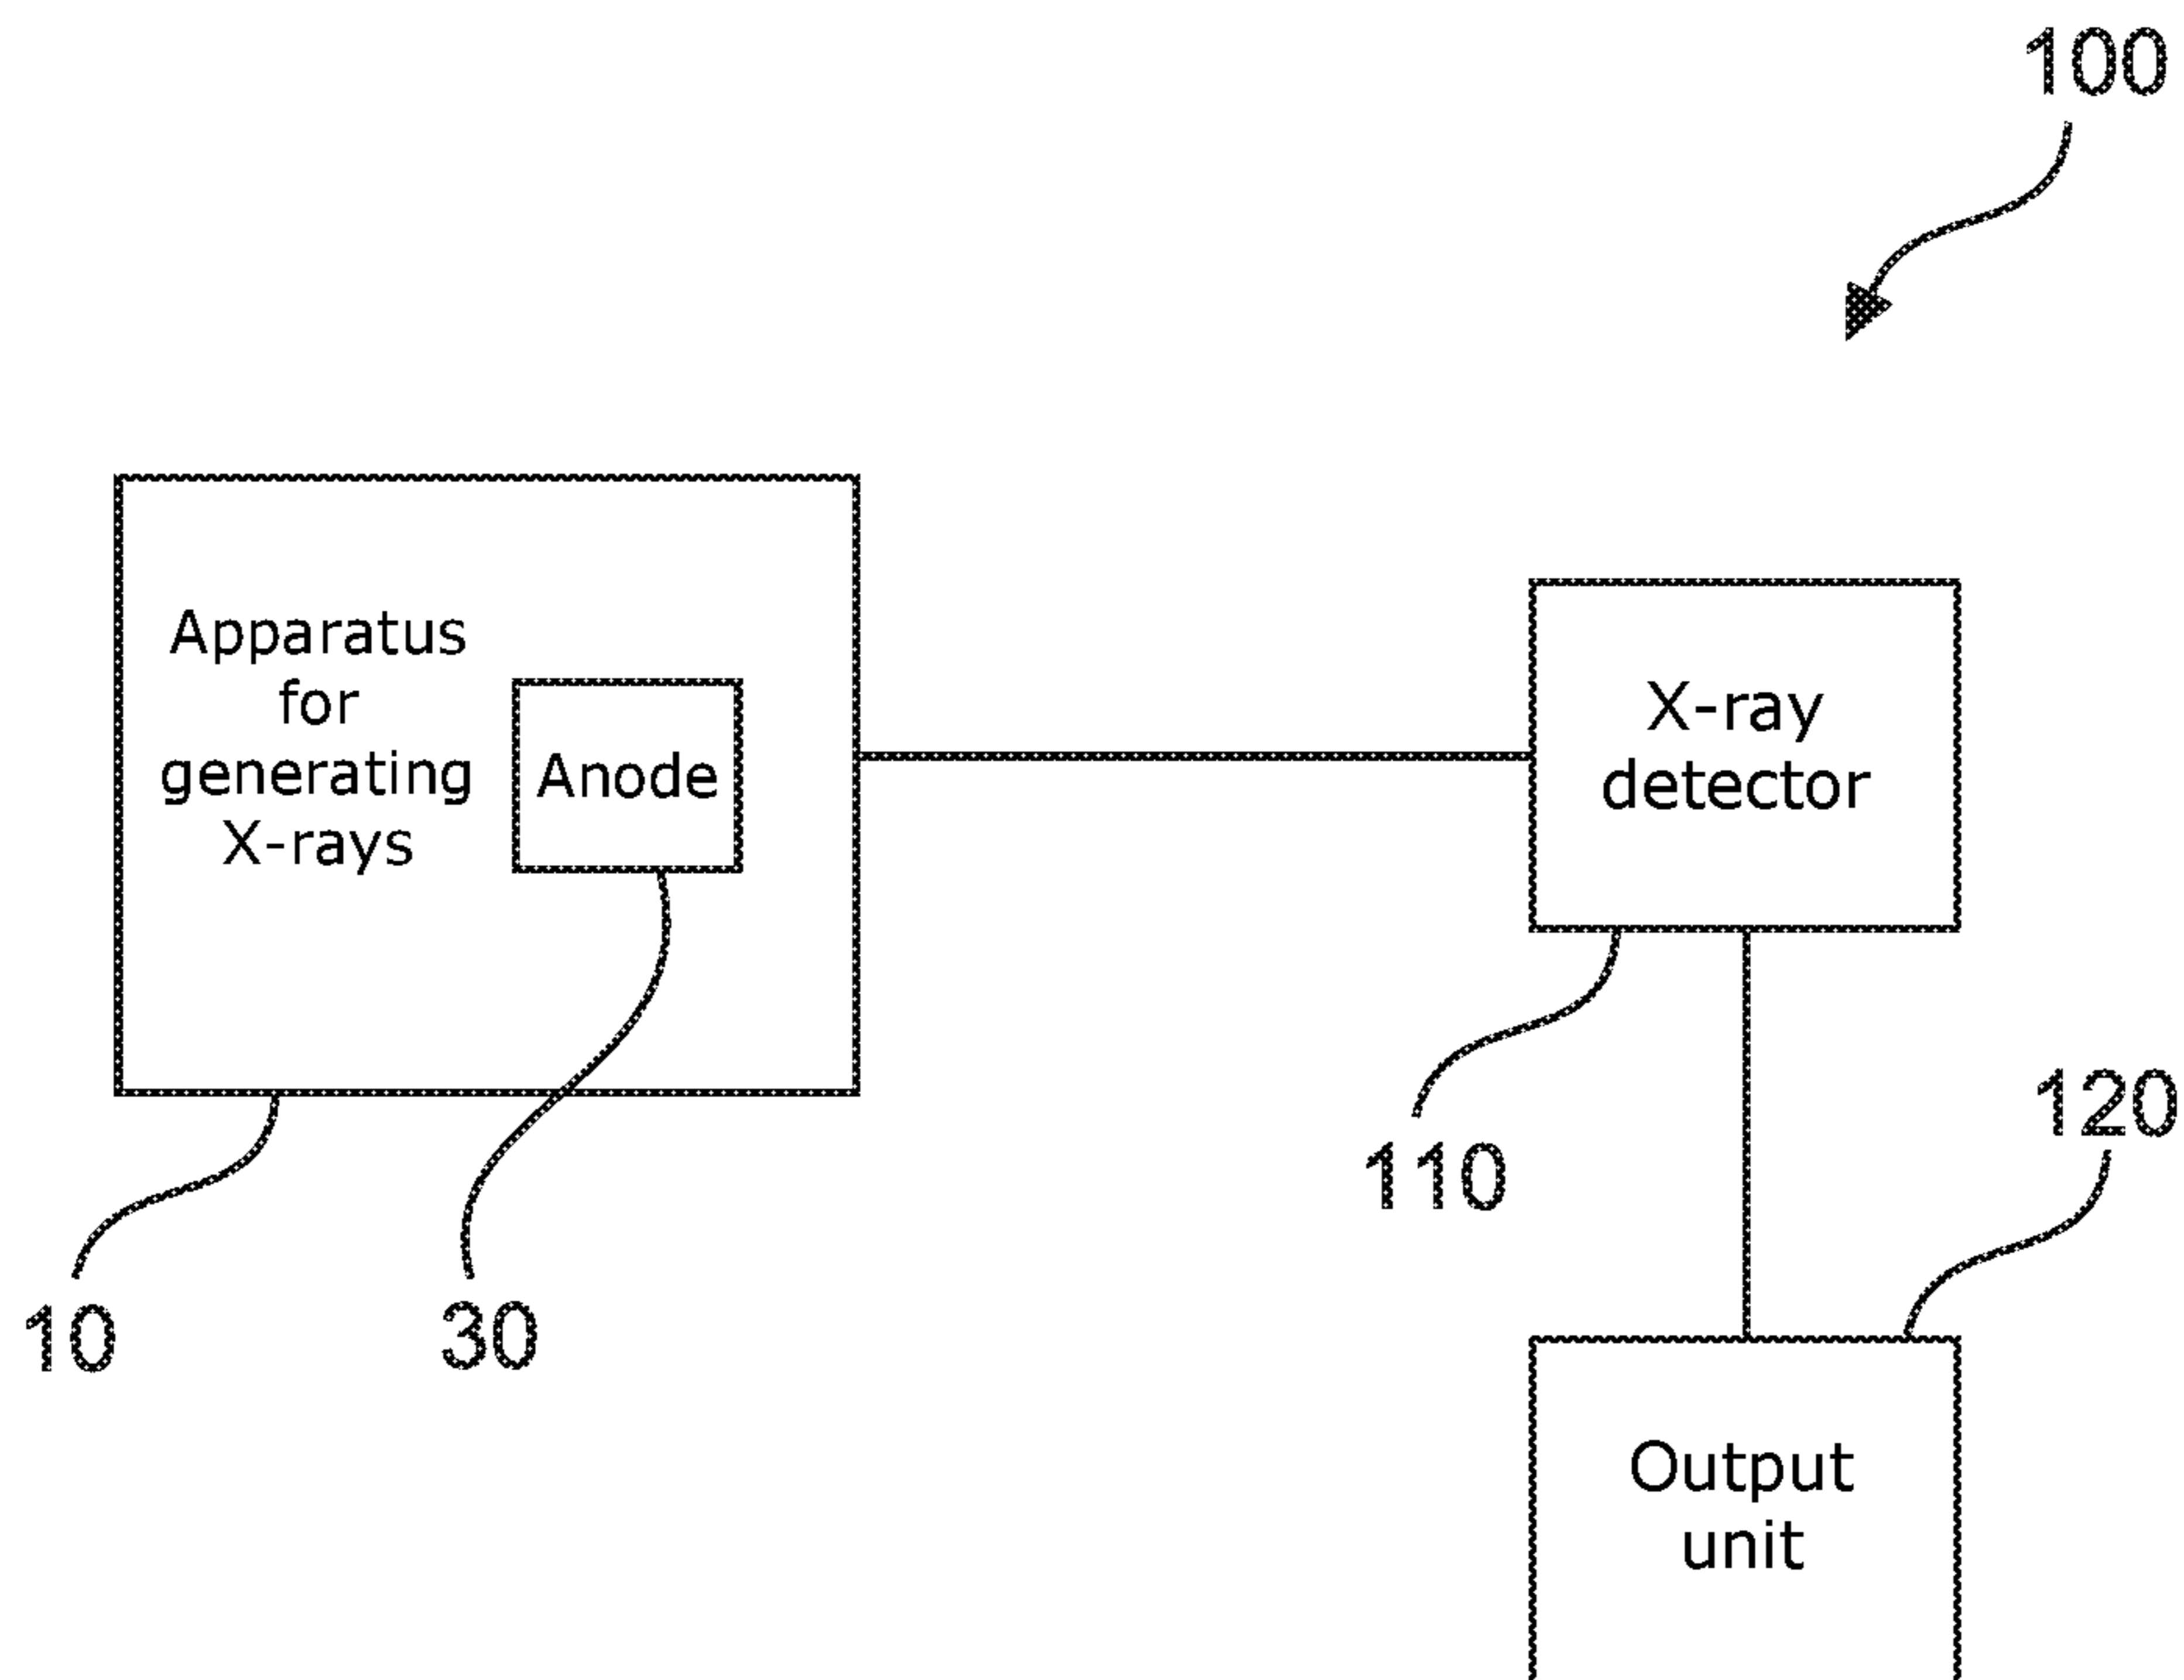 100
Apparatus
for
generating
X-rays
Anode
X-ray
detector
110
120
10
30
Output
unit